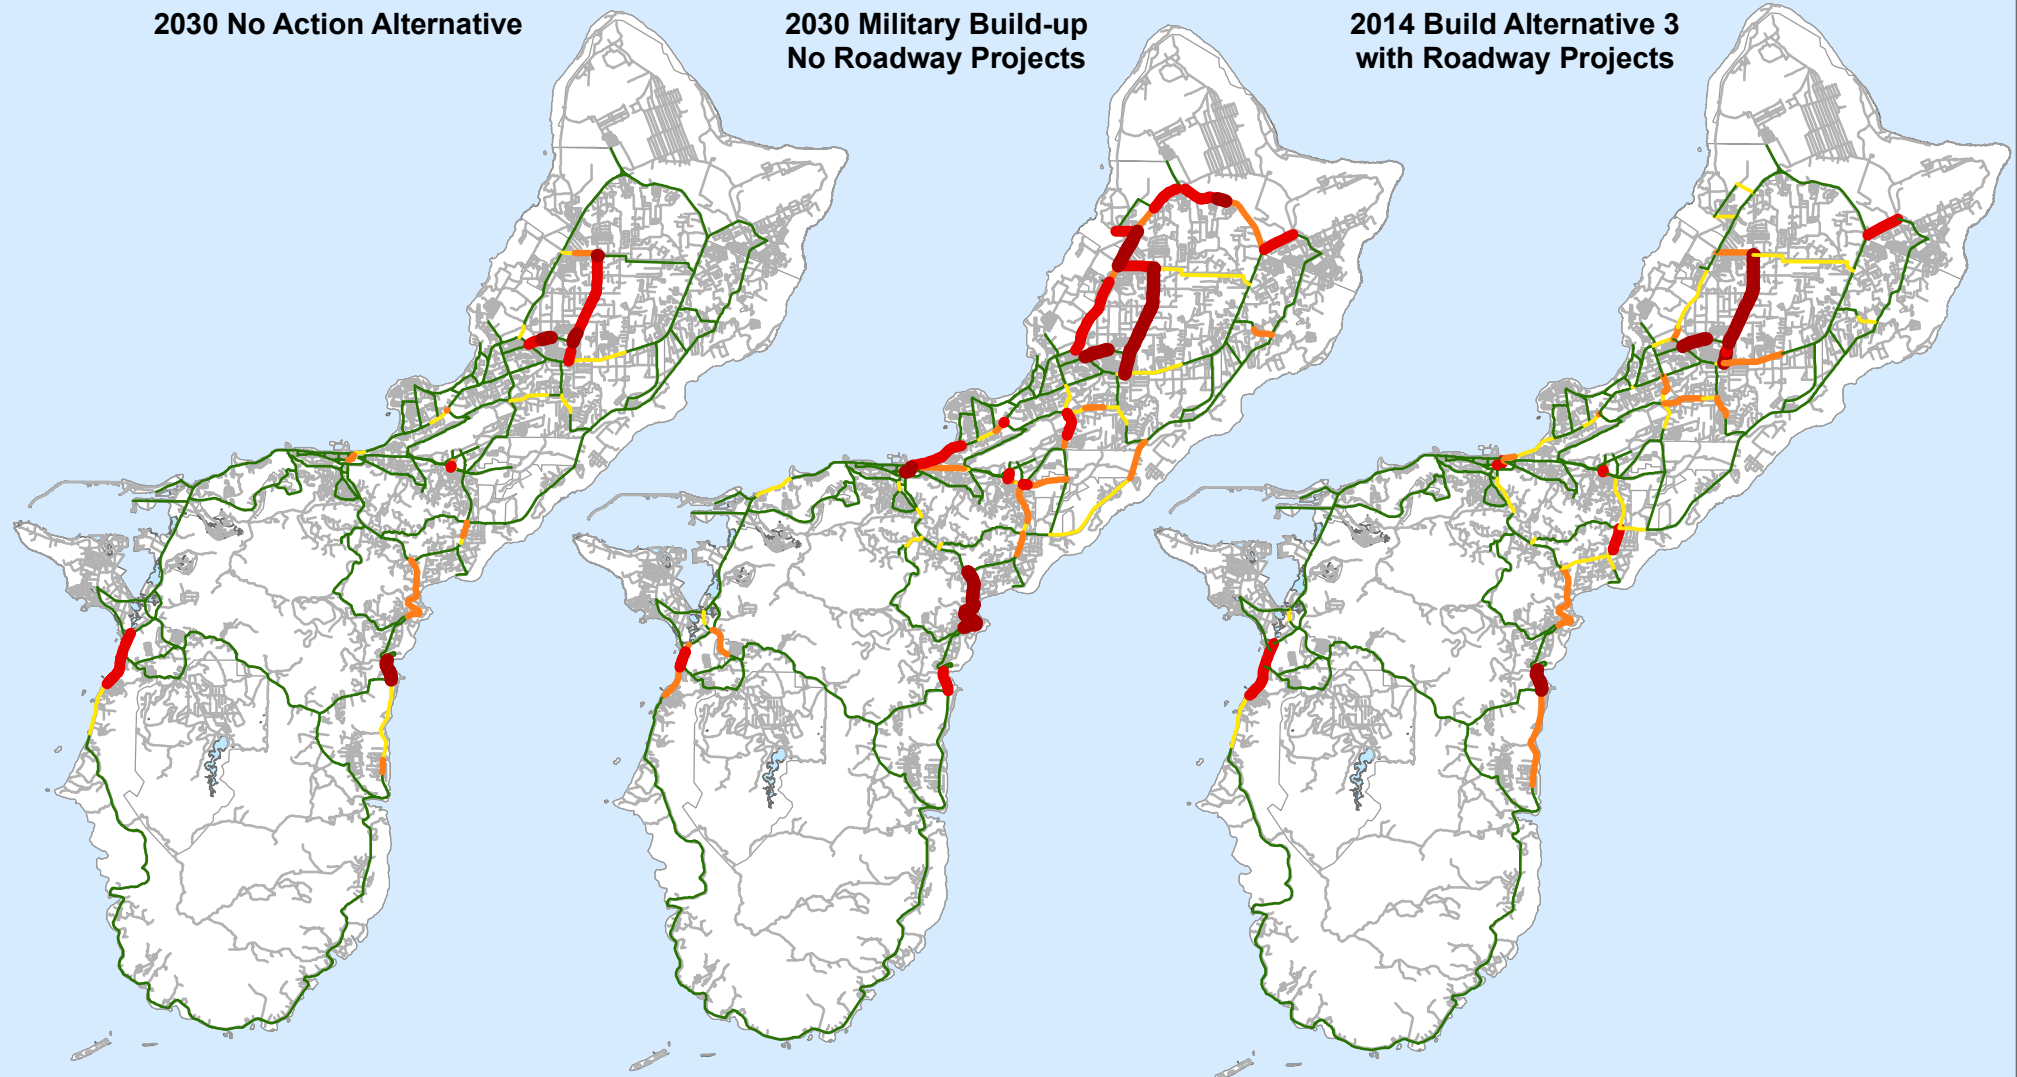 2030 No Action Alternative
2030 Military Build-up
No Roadway Projects
2014 Build Alternative 3
with Roadway Projects